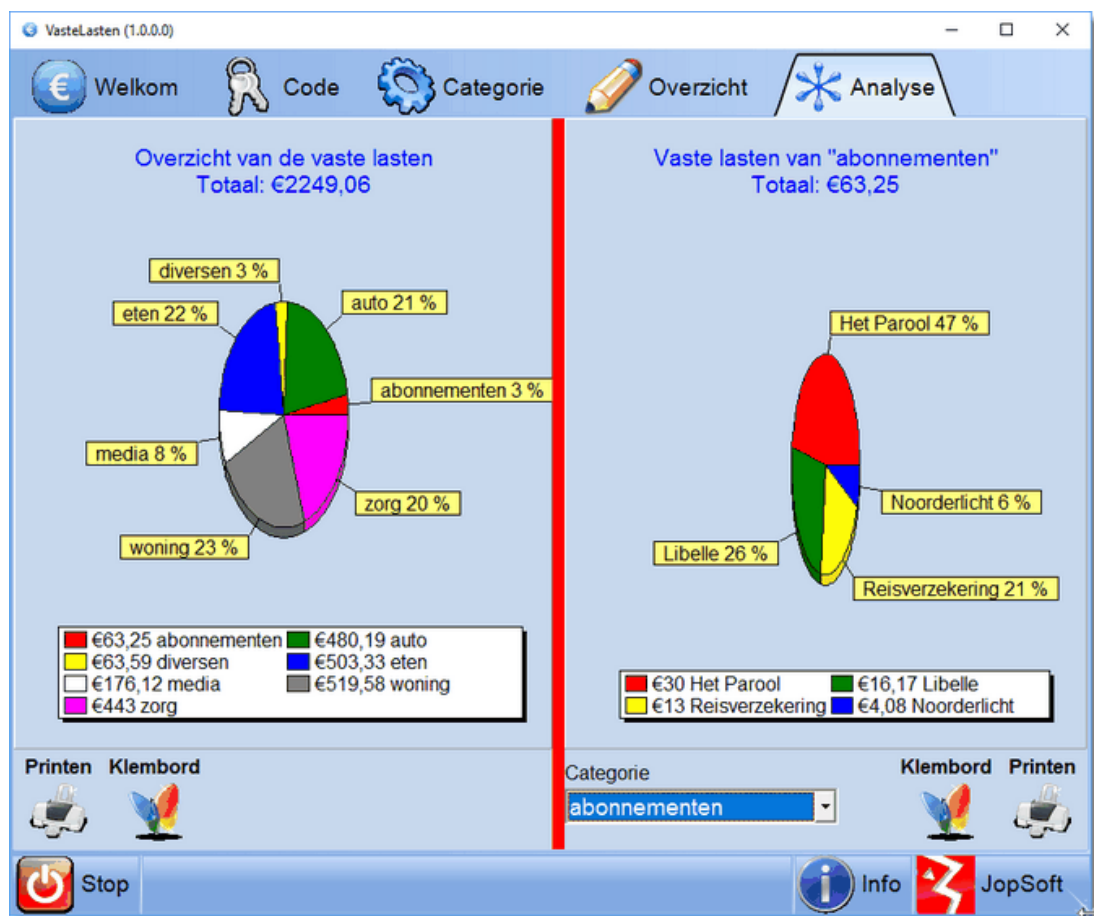 VasteLasten (1.0.0.0)
Welkom
Code
Categorie
Overzicht
Analyse
Overzicht van de vaste lasten
Totaal: €2249,06
diversen 3 %
eten 22 %
auto 21 %
abonnementen 3 %
media 8 %
zorg 20 %
woning 23 %
€63,25 abonnementen €480,19 auto
€63,59 diversen €503,33 eten
€176,12 media €519,58 woning
€443 zorg
Printen Klembord
Vaste lasten van "abonnementen"
Totaal: €63,25
Het Parool 47 %
Noorderlicht 6 %
Libelle 26 %
Reisverzekering 21 %
€30 Het Parool €16,17 Libelle
€13 Reisverzekering €4,08 Noorderlicht
Categorie
abonnementen
Klembord Printen
Stop
Info
JopSoft